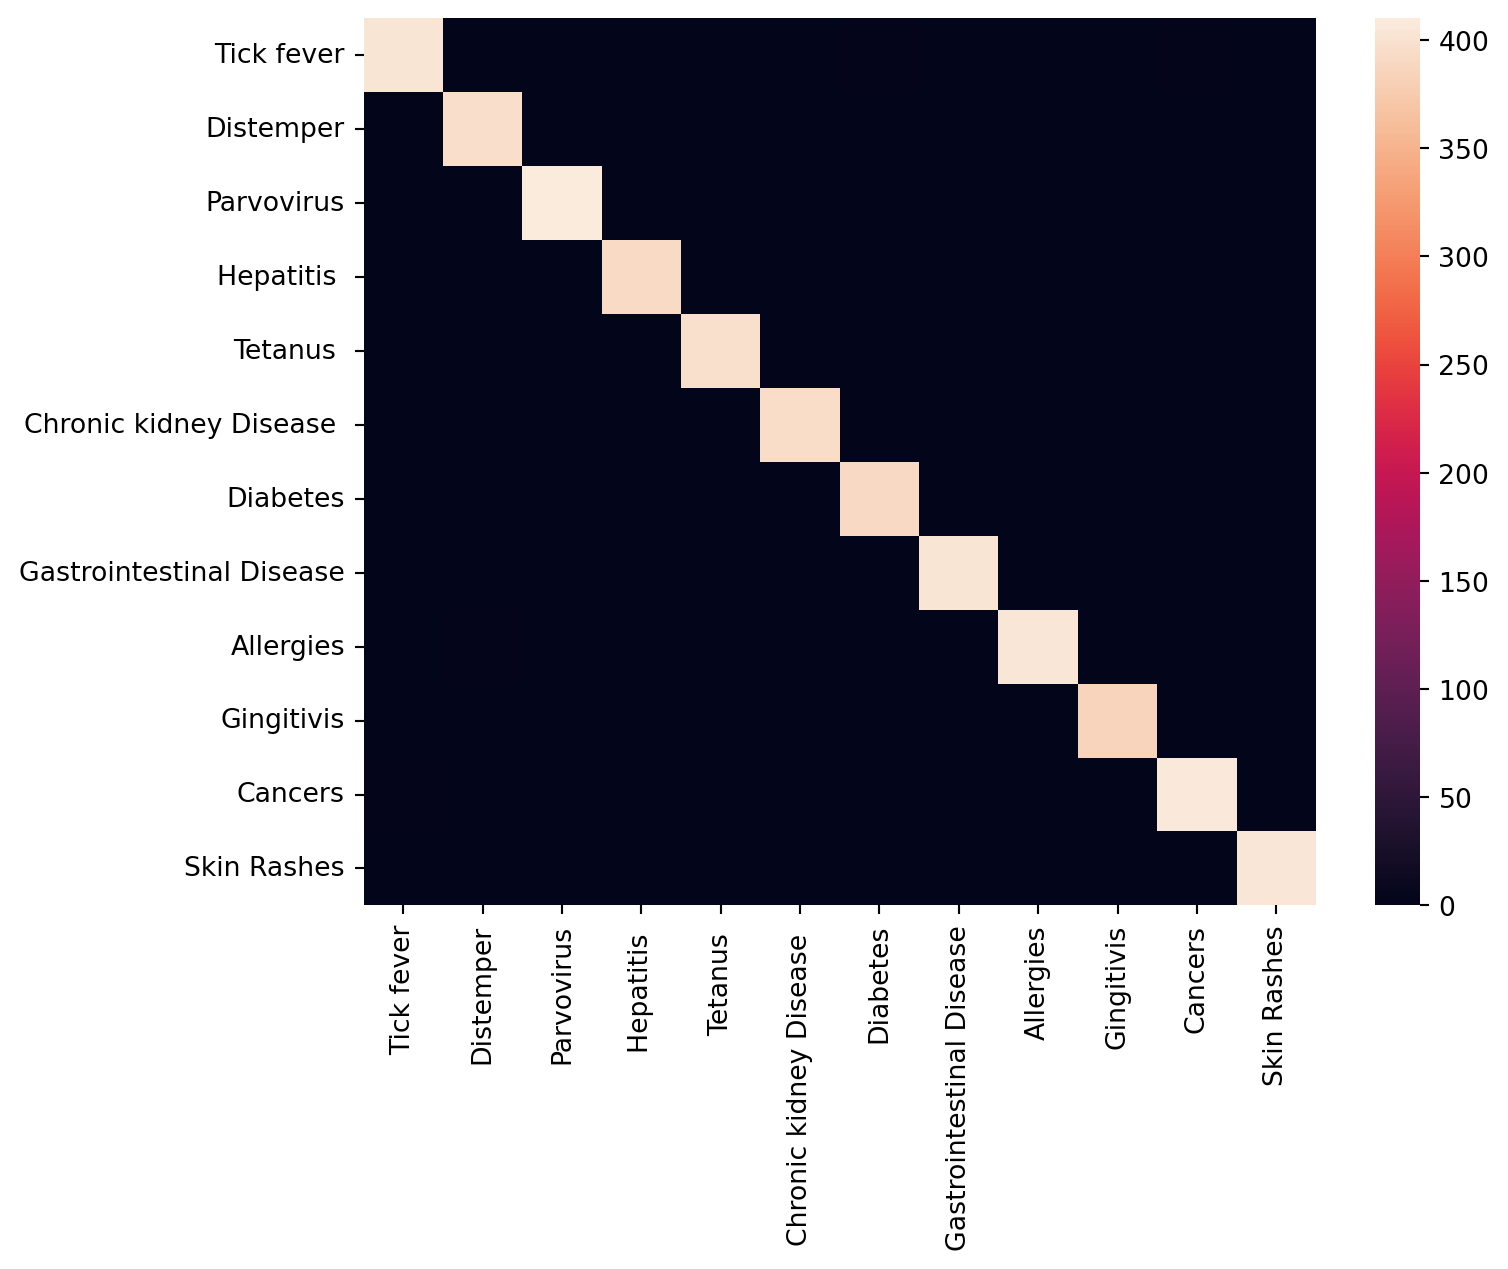 Tick fever
Distemper
Parvovirus
Hepatitis
Tetanus
Chronic kidney Disease
Diabetes
Gastrointestinal Disease
Allergies
Gingitivis
Cancers
Skin Rashes
Tick fever
Distemper
Parvovirus
Hepatitis
Tetanus
Chronic kidney Disease
Diabetes
Gastrointestinal Disease
Allergies
Gingitivis
Cancers
Skin Rashes
400
350
300
250
200
150
100
50
0